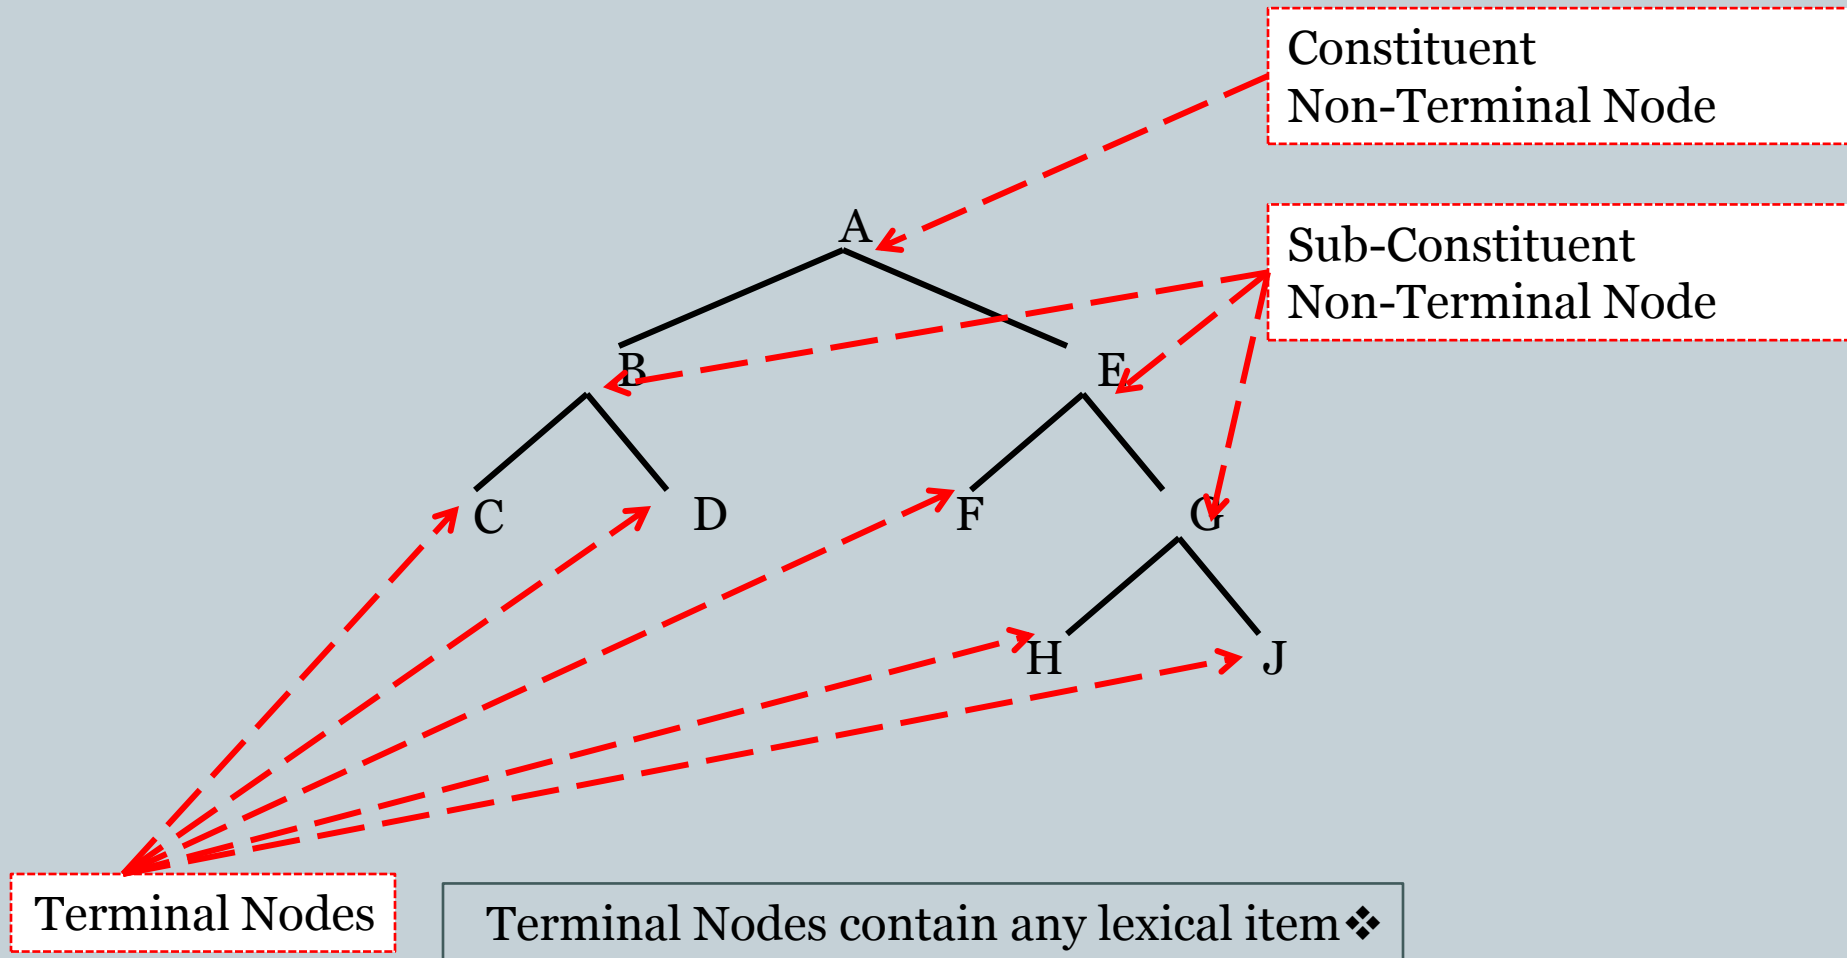 Constituent
Non-Terminal Node
A
Sub-Constituent
Non-Terminal Node
B E
C D F G
H J
Terminal Nodes
Terminal Nodes contain any lexical item❖